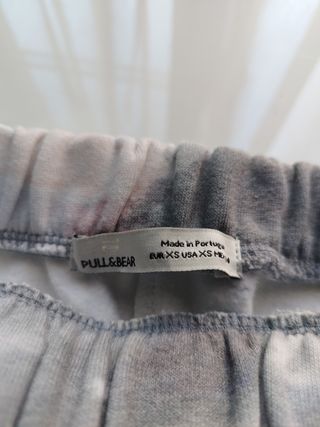 PULL&BEAR
Made in Portugal
EUR XS USA XS